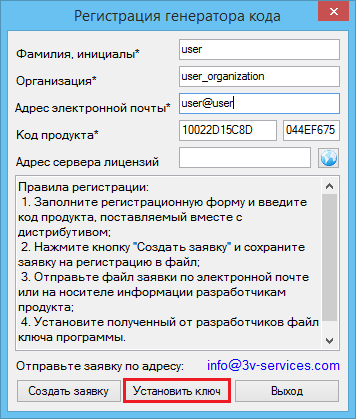 Регистрация генератора кода
Фамилия, инициалы* user
Организация* user_organization
Адрес электронной почты* user@user
Код продукта* 10022D15C8D 044EF675
Адрес сервера лицензий
Правила регистрации:
1. Заполните регистрационную форму и введите
код продукта, поставляемый вместе с
дистрибутивом;
2. Нажмите кнопку "Создать заявку" и сохраните
заявку на регистрацию в файл;
3. Отправьте файл заявки по электронной почте
или на носителе информации разработчикам
продукта;
4. Установите полученный от разработчиков файл
ключа программы.
Отправьте заявку по адресу: info@3v-services.com
Создать заявку Установить ключ Выход